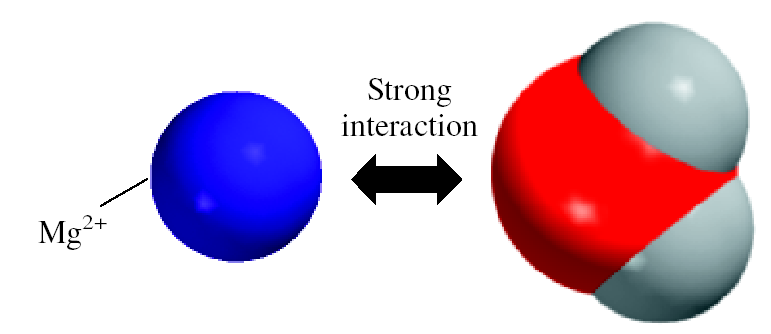 Strong
interaction
Mg²⁺